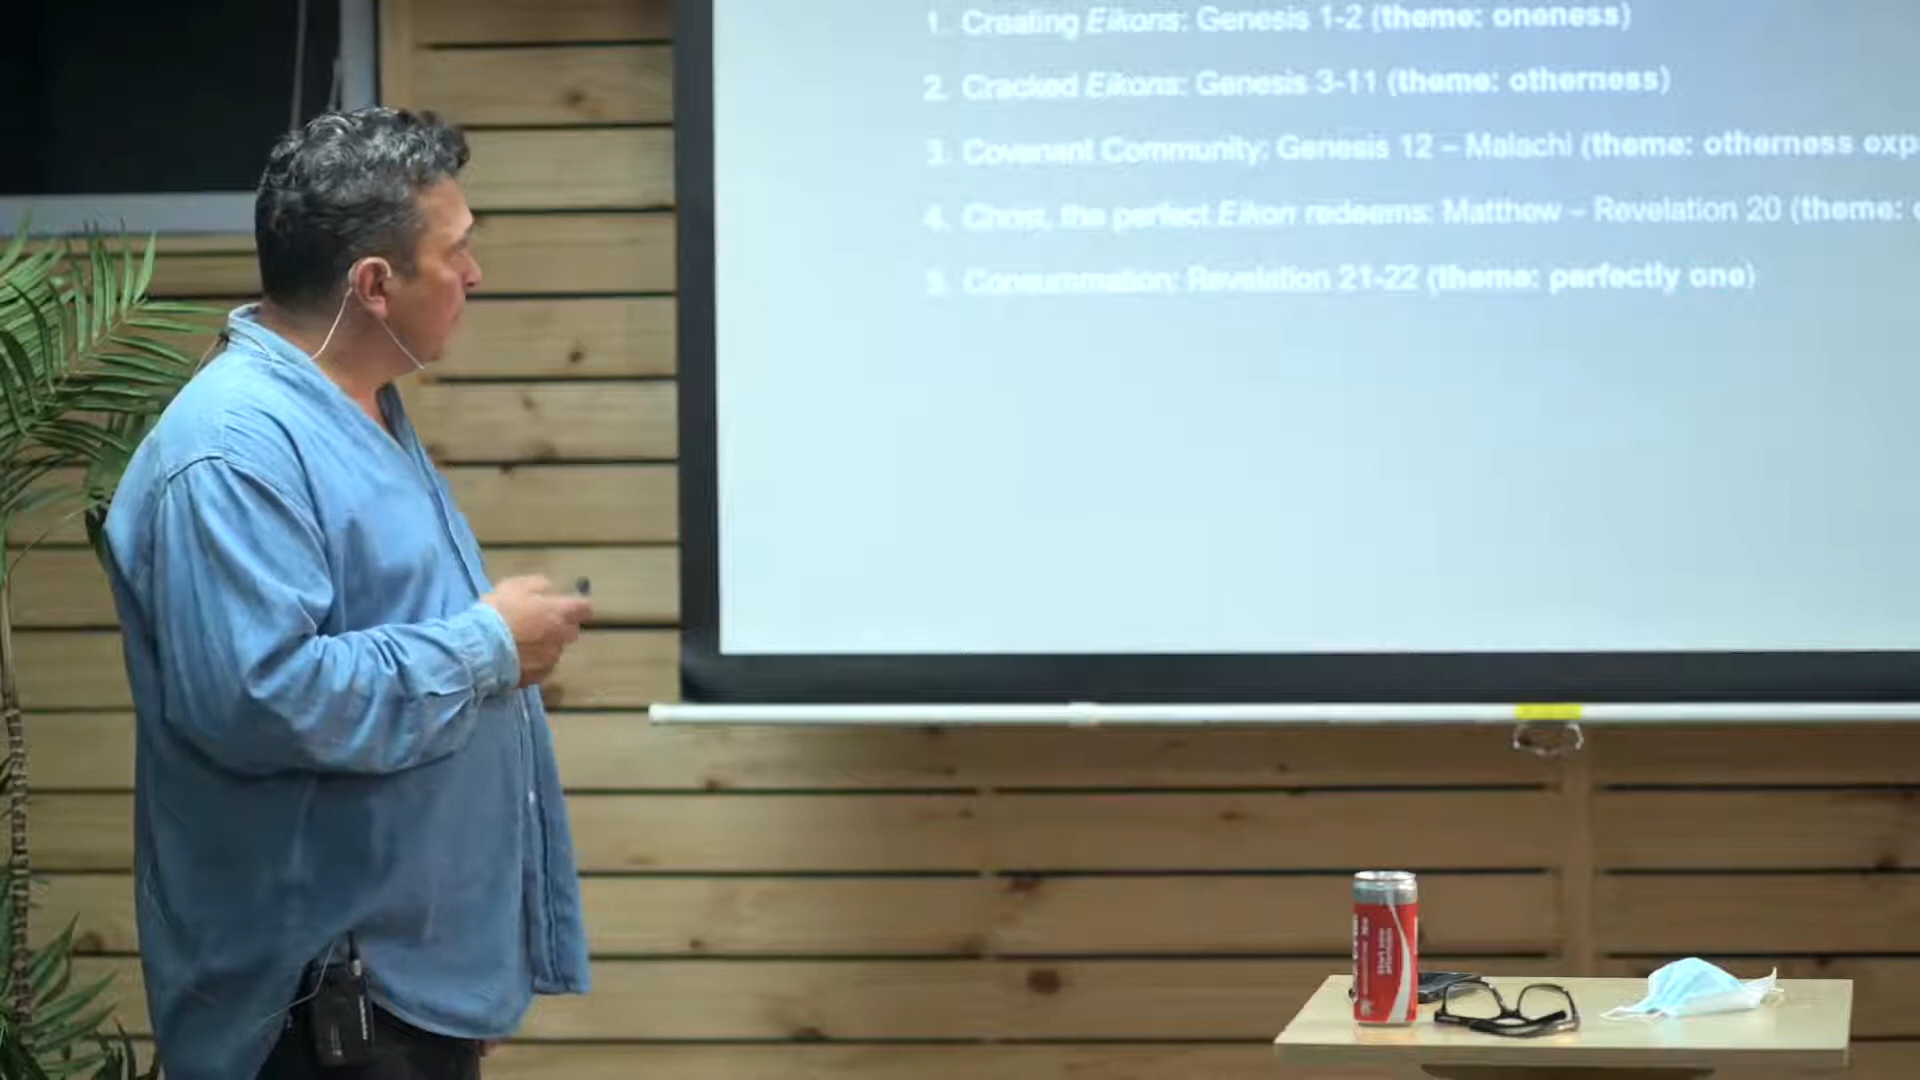 1. Creating Eikons: Genesis 1-2 (theme: oneness)
2. Cracked Eikons: Genesis 3-11 (theme: otherness)
3. Covenant Community: Genesis 12 – Malachi (theme: otherness exp
4. Christ, the perfect Eikon redeems: Matthew – Revelation 20 (theme:
5. Consummation: Revelation 21-22 (theme: perfectly one)